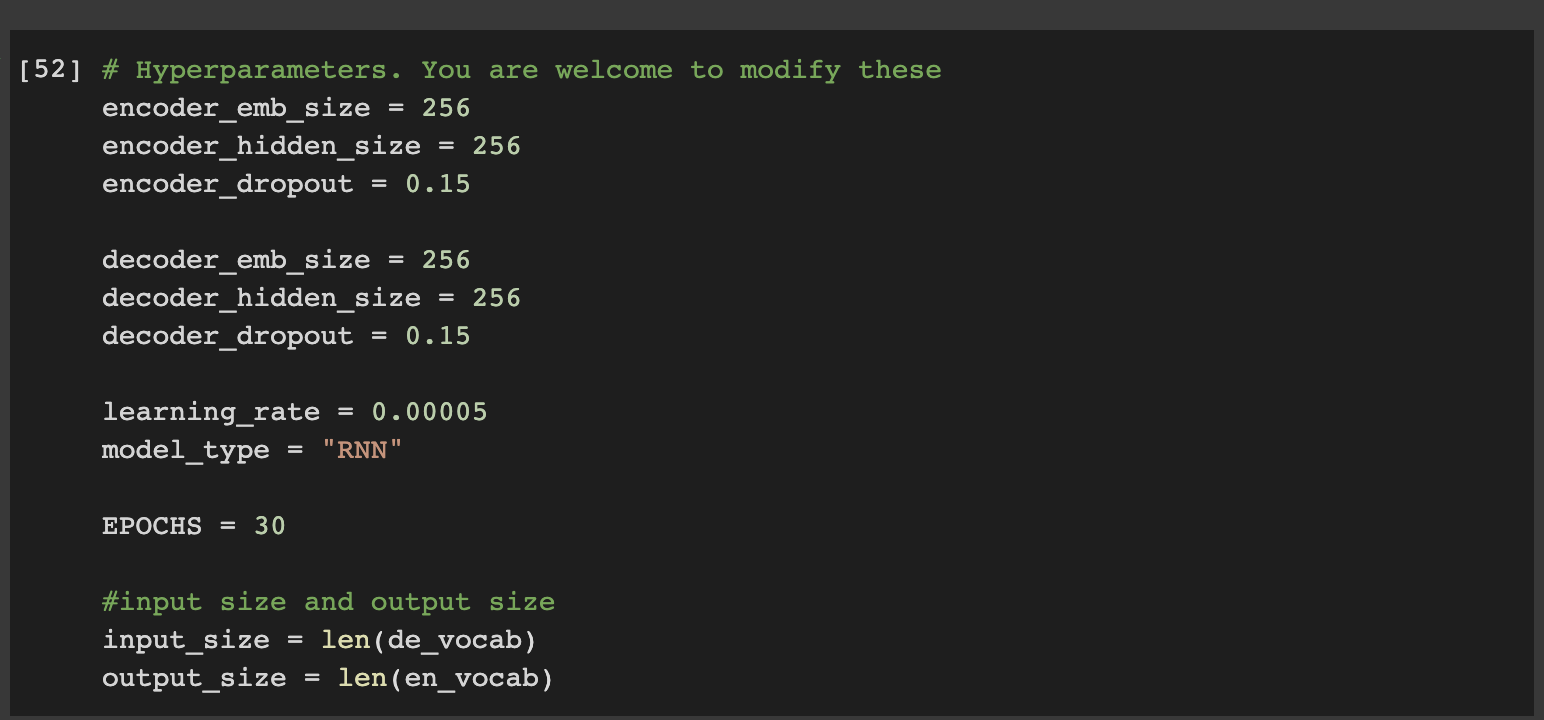 [52] # Hyperparameters. You are welcome to modify these
encoder_emb_size = 256
encoder_hidden_size = 256
encoder_dropout = 0.15
decoder_emb_size = 256
decoder_hidden_size = 256
decoder_dropout = 0.15
learning_rate = 0.00005
model_type = "RNN"
EPOCHS = 30
#input size and output size
input_size = len(de_vocab)
output_size = len(en_vocab)